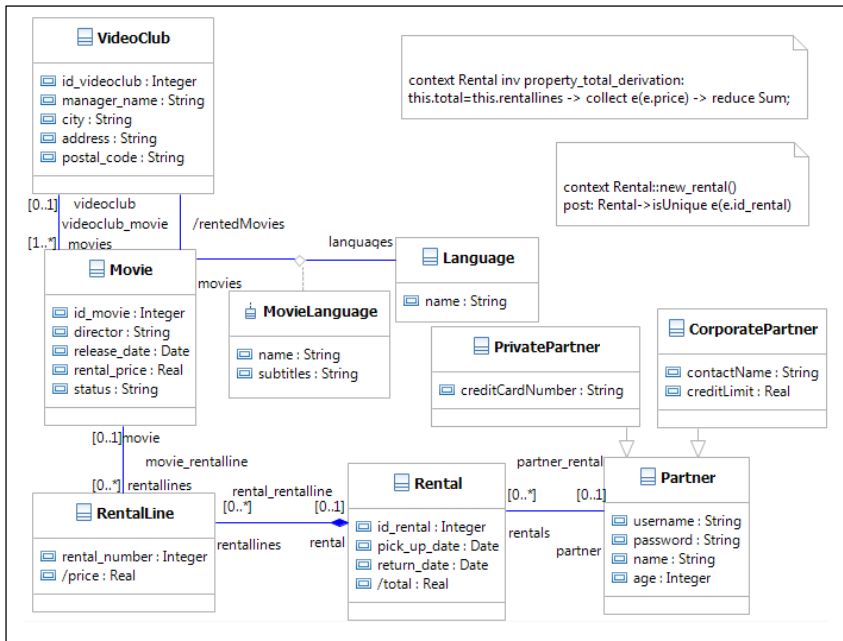 VideoClub
id_videoclub : Integer
manager_name : String
city : String
address : String
postal_code : String
context Rental inv property_total_derivation:
this.total=this.rentallines -> collect e(e.price) -> reduce Sum;
context Rental::new_rental()
post: Rental->isUnique e(e.id_rental)
[0..1] videoclub
videoclub_movie
/rentedMovies
[1..*] movies
languages
movies
Movie
id_movie : Integer
director : String
release_date : Date
rental_price : Real
status : String
Language
name : String
MovieLanguage
name : String
subtitles : String
PrivatePartner
creditCardNumber : String
CorporatePartner
contactName : String
creditLimit : Real
[0..1] movie
movie_rentalline
[0..*] rentallines
RentalLine
rental_number : Integer
/price : Real
rental_rentalline
[0..*] [0..1]
rentallines rental
Rental
id_rental : Integer
pick_up_date : Date
return_date : Date
/total : Real
partner_rental
[0..*] [0..1]
rentals
partner
Partner
username : String
password : String
name : String
age : Integer